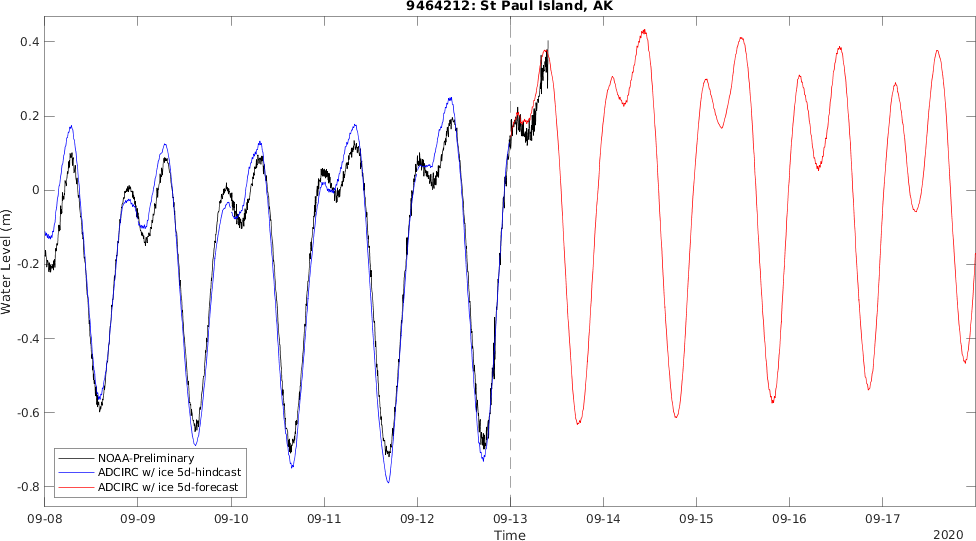 9464212: St Paul Island, AK
0.4
0.2
0
-0.2
-0.4
-0.6
-0.8
Water Level (m)
NOAA-Preliminary
ADCIRC w/ ice 5d-hindcast
ADCIRC w/ ice 5d-forecast
09-08 09-09 09-10 09-11 09-12 09-13 09-14 09-15 09-16 09-17
Time
2020